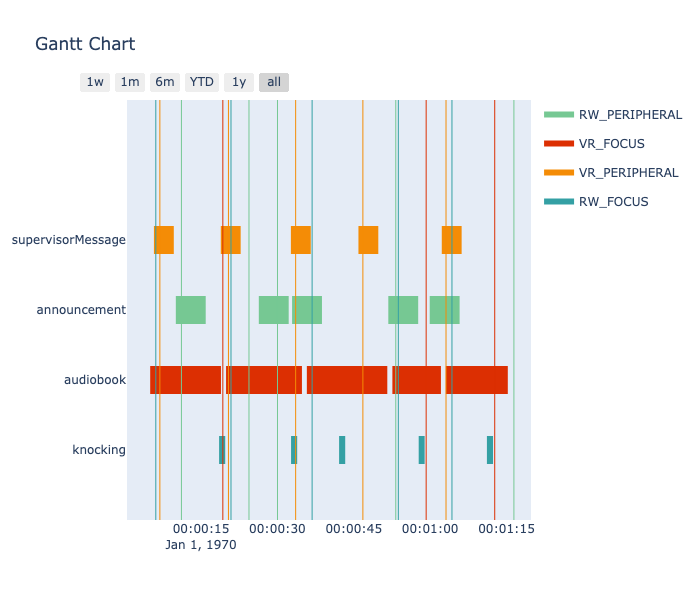 Gantt Chart
1w 1m 6m YTD 1y all
RW_PERIPHERAL
VR_FOCUS
VR_PERIPHERAL
RW_FOCUS
supervisorMessage
announcement
audiobook
knocking
00:00:15 00:00:30 00:00:45 00:01:00 00:01:15
Jan 1, 1970